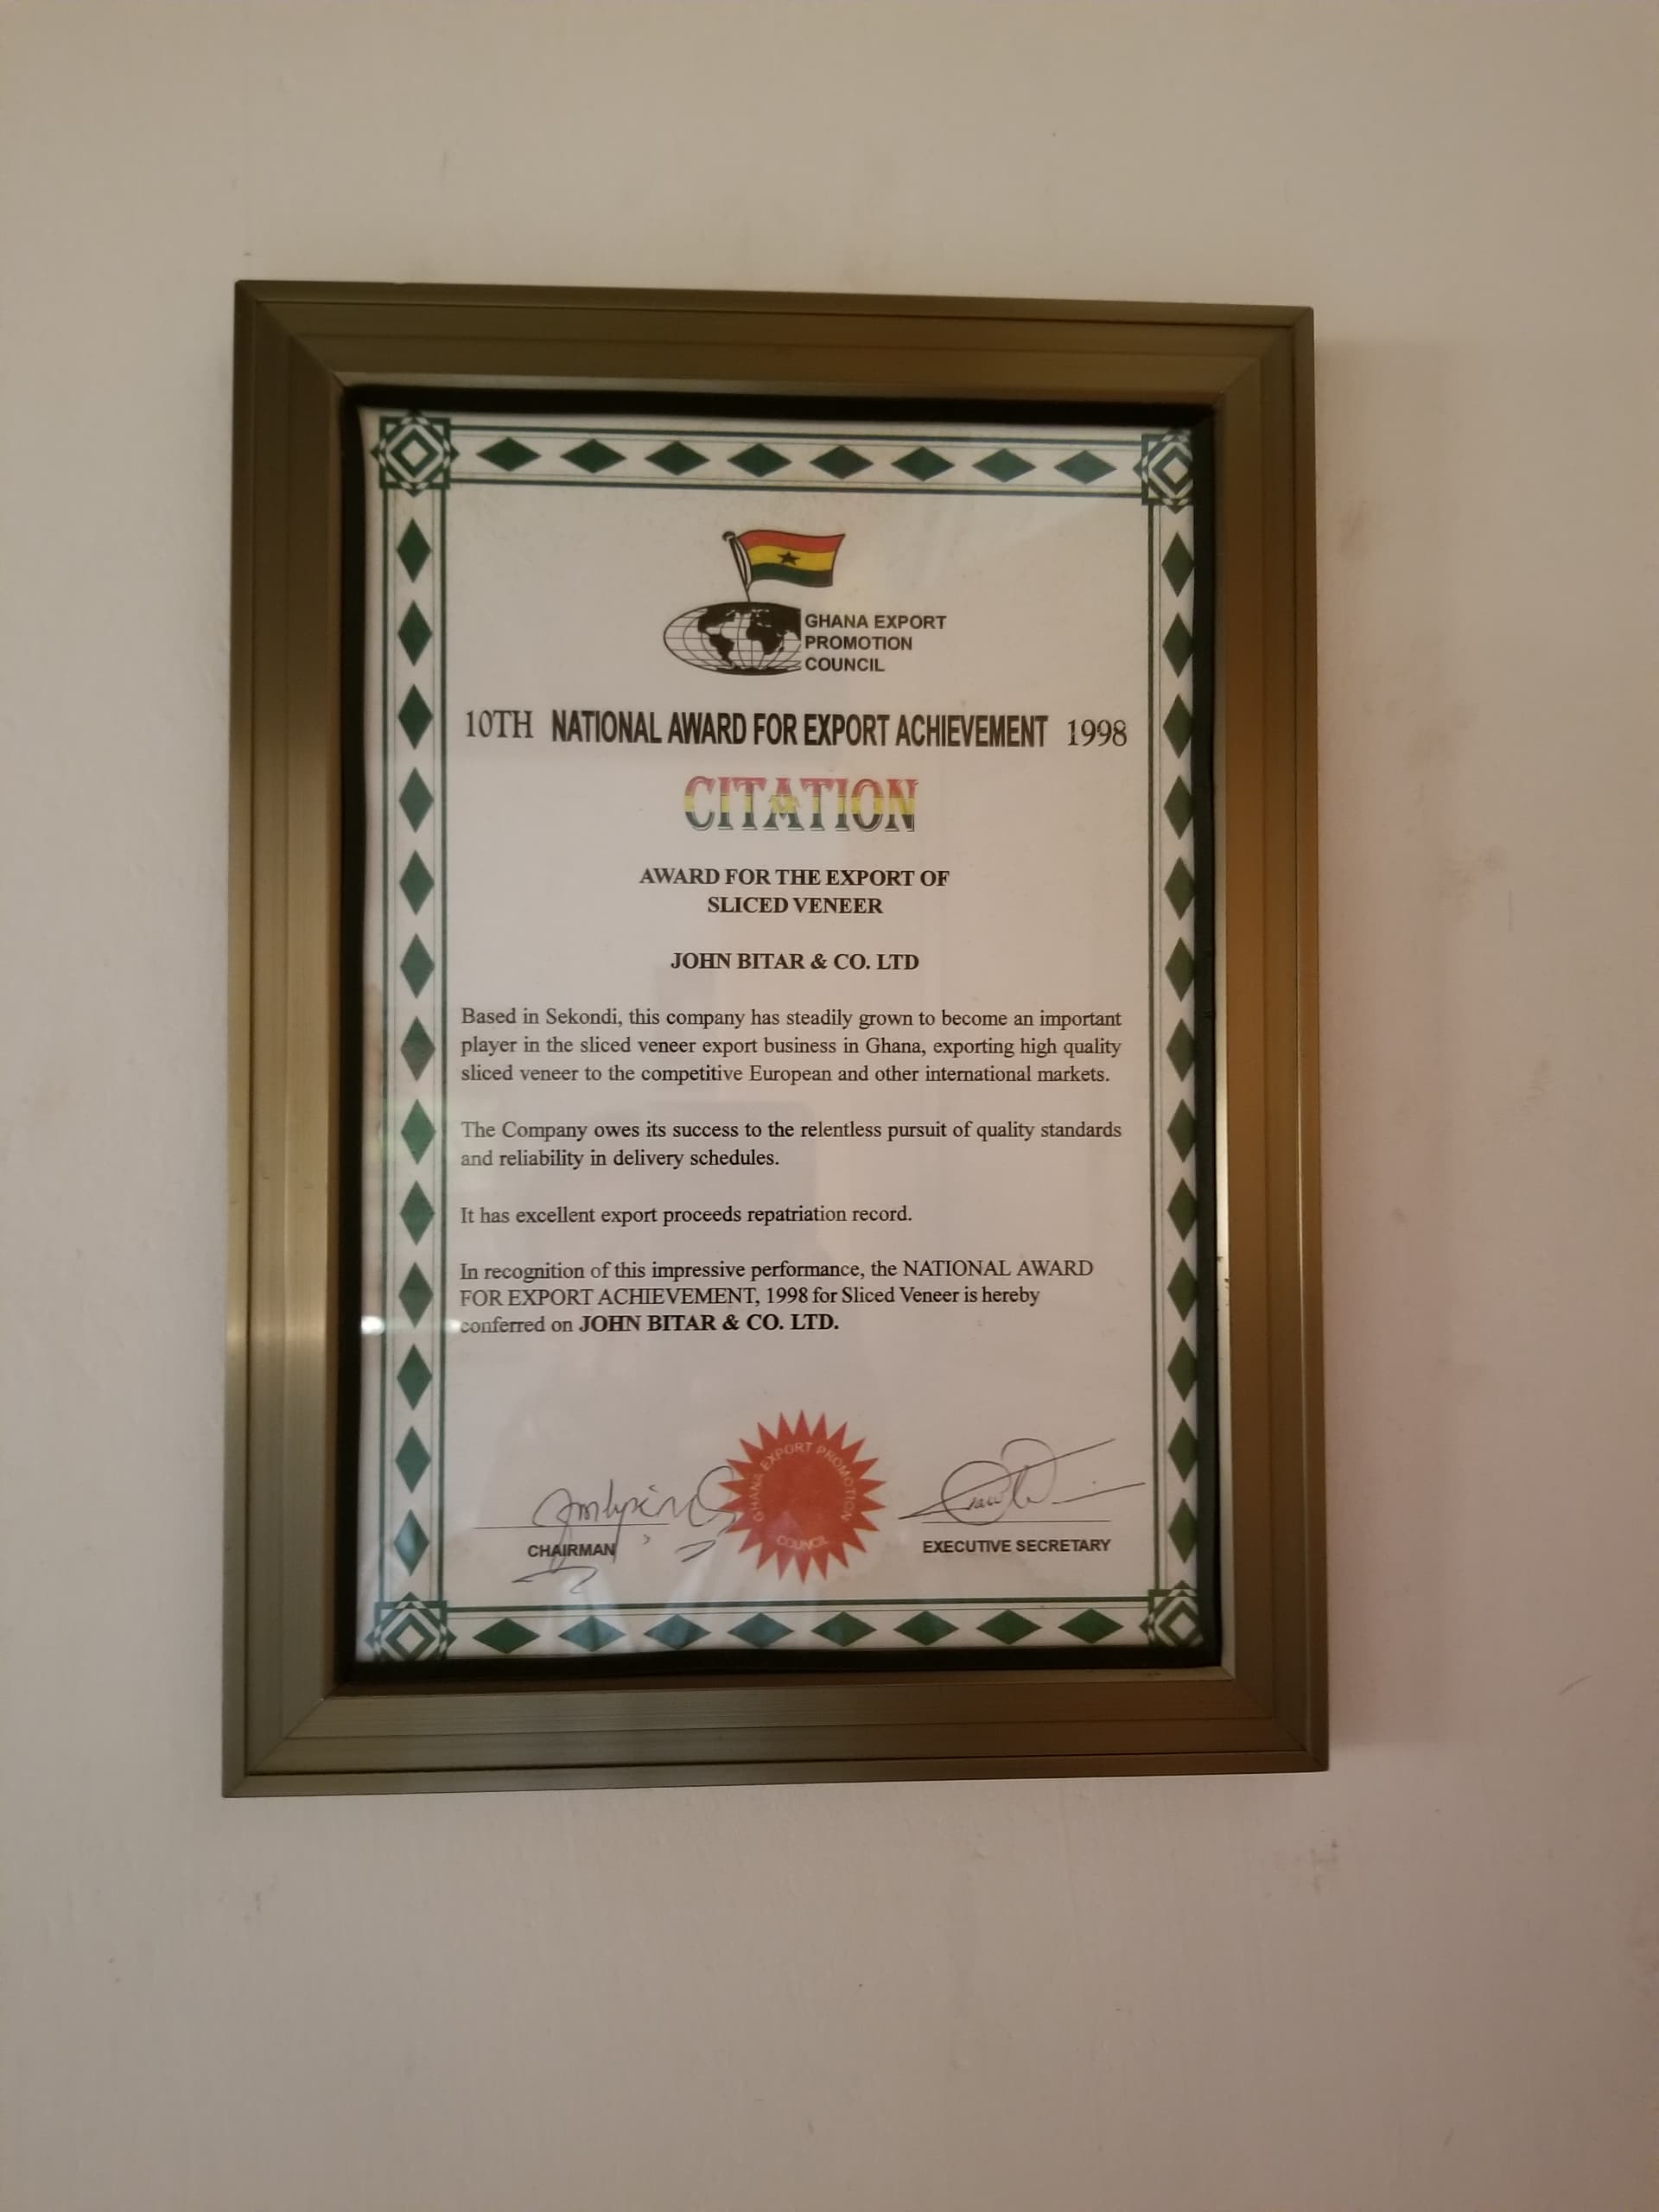 GHANA EXPORT
PROMOTION
COUNCIL
10TH NATIONAL AWARD FOR EXPORT ACHIEVEMENT 1998
CITATION
AWARD FOR THE EXPORT OF
SLICED VENEER
JOHN BITAR & CO. LTD
Based in Sekondi, this company has steadily grown to become an important
player in the sliced veneer export business in Ghana, exporting high quality
sliced veneer to the competitive European and other international markets.
The Company owes its success to the relentless pursuit of quality standards
and reliability in delivery schedules.
It has excellent export proceeds repatriation record.
In recognition of this impressive performance, the NATIONAL AWARD
FOR EXPORT ACHIEVEMENT, 1998 for Sliced Veneer is hereby
conferred on JOHN BITAR & CO. LTD.
GHANA EXPORT PROMOTION
COUNCIL
CHAIRMAN
EXECUTIVE SECRETARY